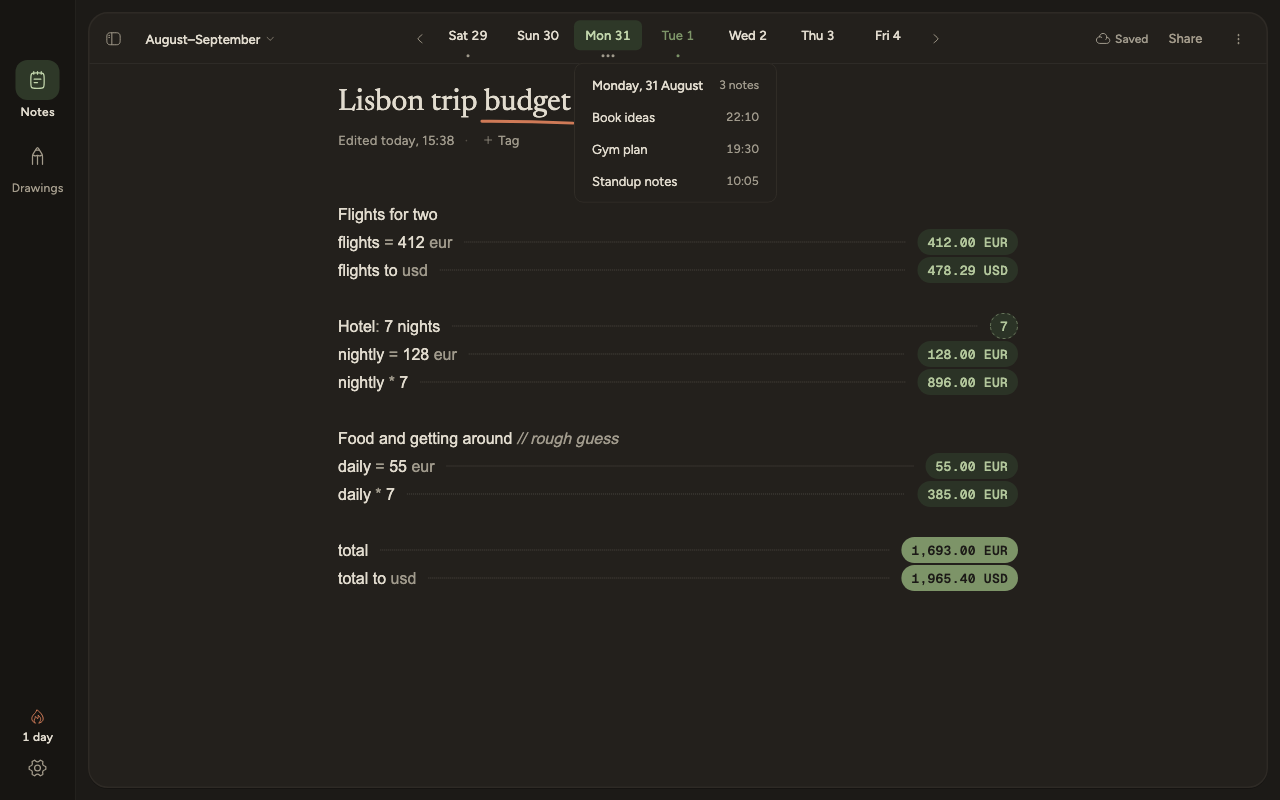 August–September
Sat 29
Sun 30
Mon 31
Tue 1
Wed 2
Thu 3
Fri 4
Saved
Share
Notes
Drawings
Monday, 31 August 3 notes
Book ideas 22:10
Gym plan 19:30
Standup notes 10:05
Lisbon trip budget
Edited today, 15:38 · + Tag
Flights for two
flights = 412 eur 412.00 EUR
flights to usd 478.29 USD
Hotel: 7 nights 7
nightly = 128 eur 128.00 EUR
nightly * 7 896.00 EUR
Food and getting around // rough guess
daily = 55 eur 55.00 EUR
daily * 7 385.00 EUR
total 1,693.00 EUR
total to usd 1,965.40 USD
1 day